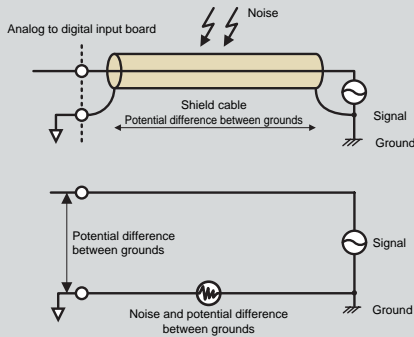 Noise
Analog to digital input board
Shield cable
Potential difference between grounds
Signal
Ground
Potential difference
between grounds
Signal
Ground
Noise and potential difference
between grounds